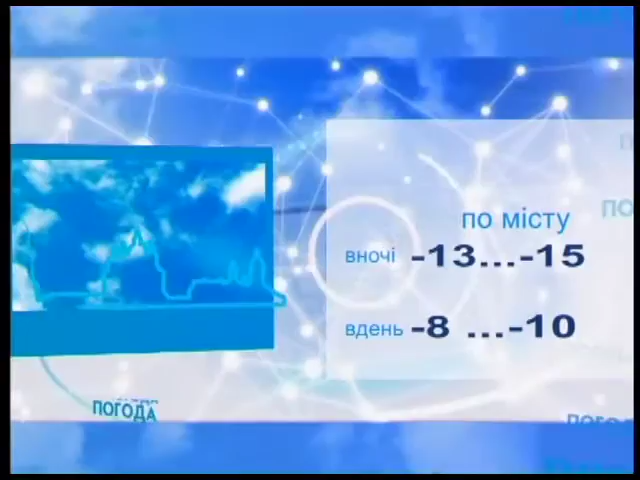 по місту
вночі -13...-15
вдень -8 ...-10
ПОГОДА